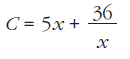 C = 5x + 36/x